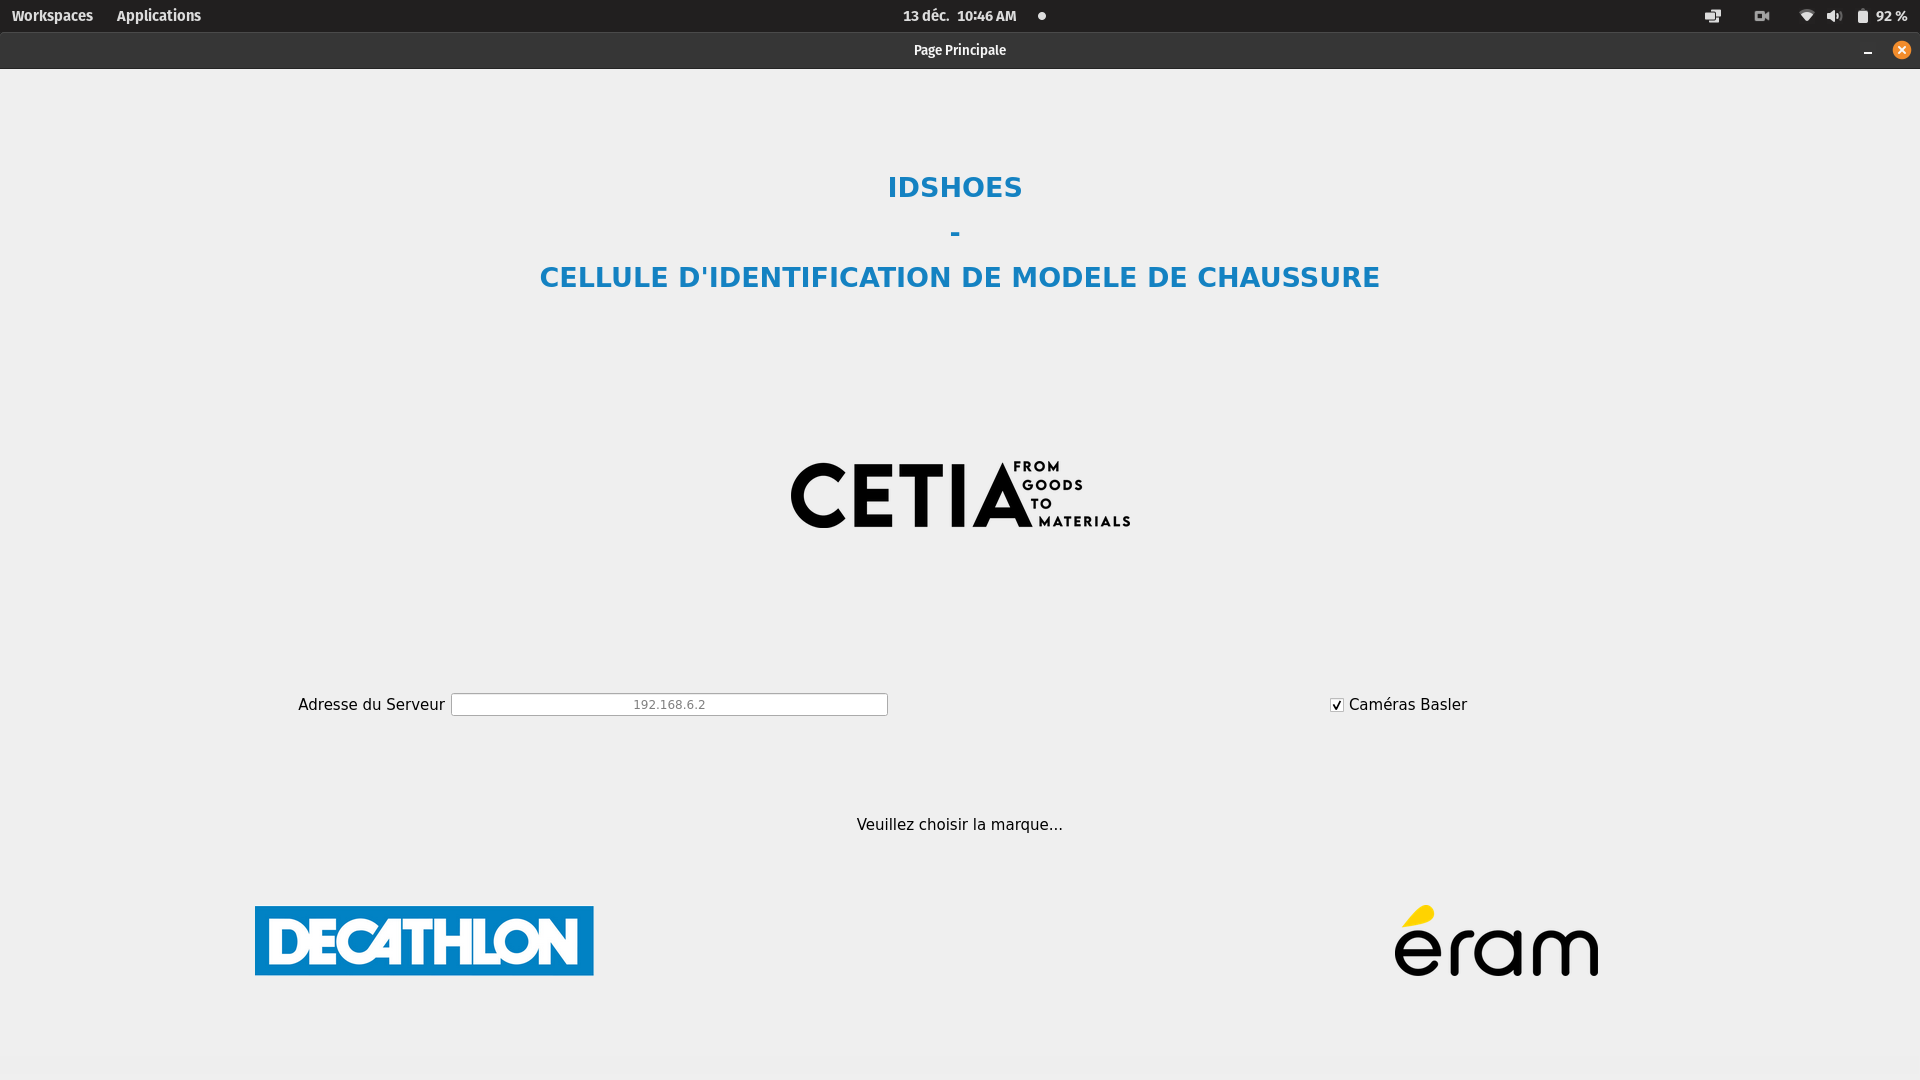 Workspaces Applications 13 déc. 10:46 AM 92 %
Page Principale
IDSHOES
-
CELLULE D'IDENTIFICATION DE MODELE DE CHAUSSURE
CETIA
FROM
GOODS
TO
MATERIALS
Adresse du Serveur 192.168.6.2 Caméras Basler
Veuillez choisir la marque...
DECATHLON éram